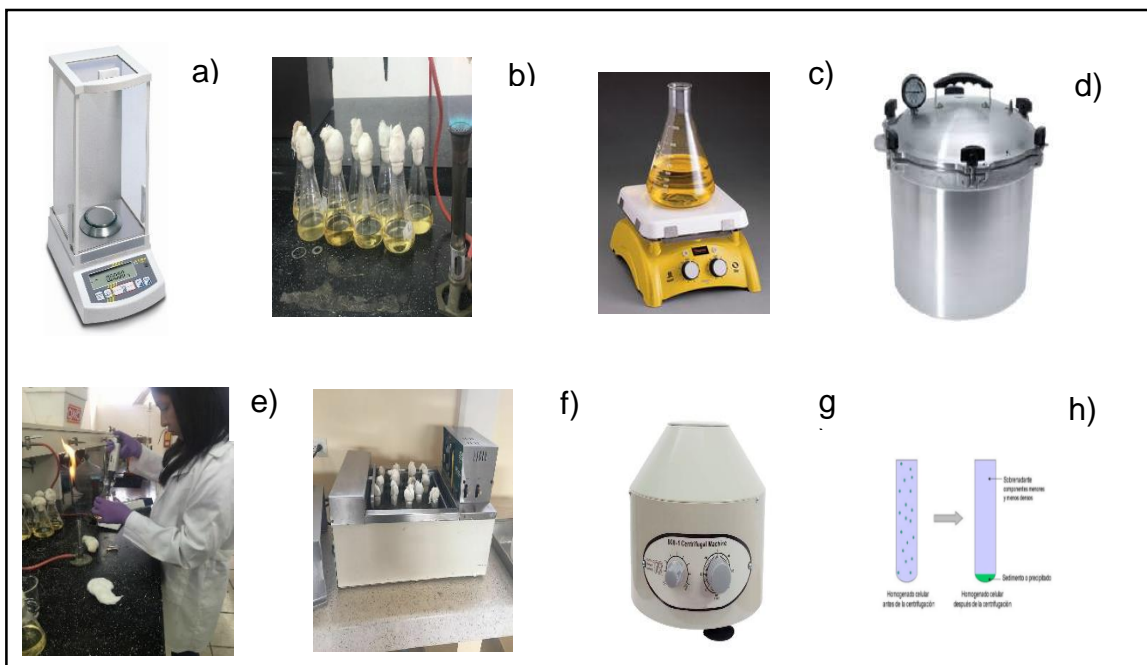 a)
b)
c)
d)
e)
f)
g
h)
800-1 Centrifugal Machine
Sobrenadante
componentes menores
y menos densos
Sedimento o precipitado
Homogenado celular
antes de la centrifugación
Homogenado celular
después de la centrifugación